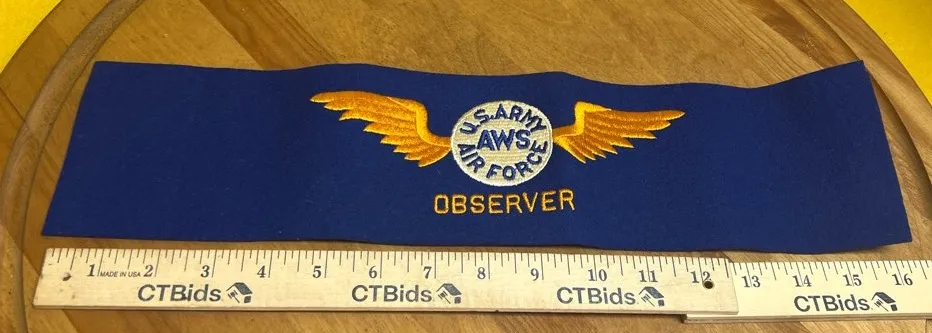 U.S. ARMY
AWS
AIR FORCE
OBSERVER
1 MADE IN USA 2 3 4 5 6 7 8 9 10 11 12 13 14 15 16
CTBids CTBids CTBids CTBids